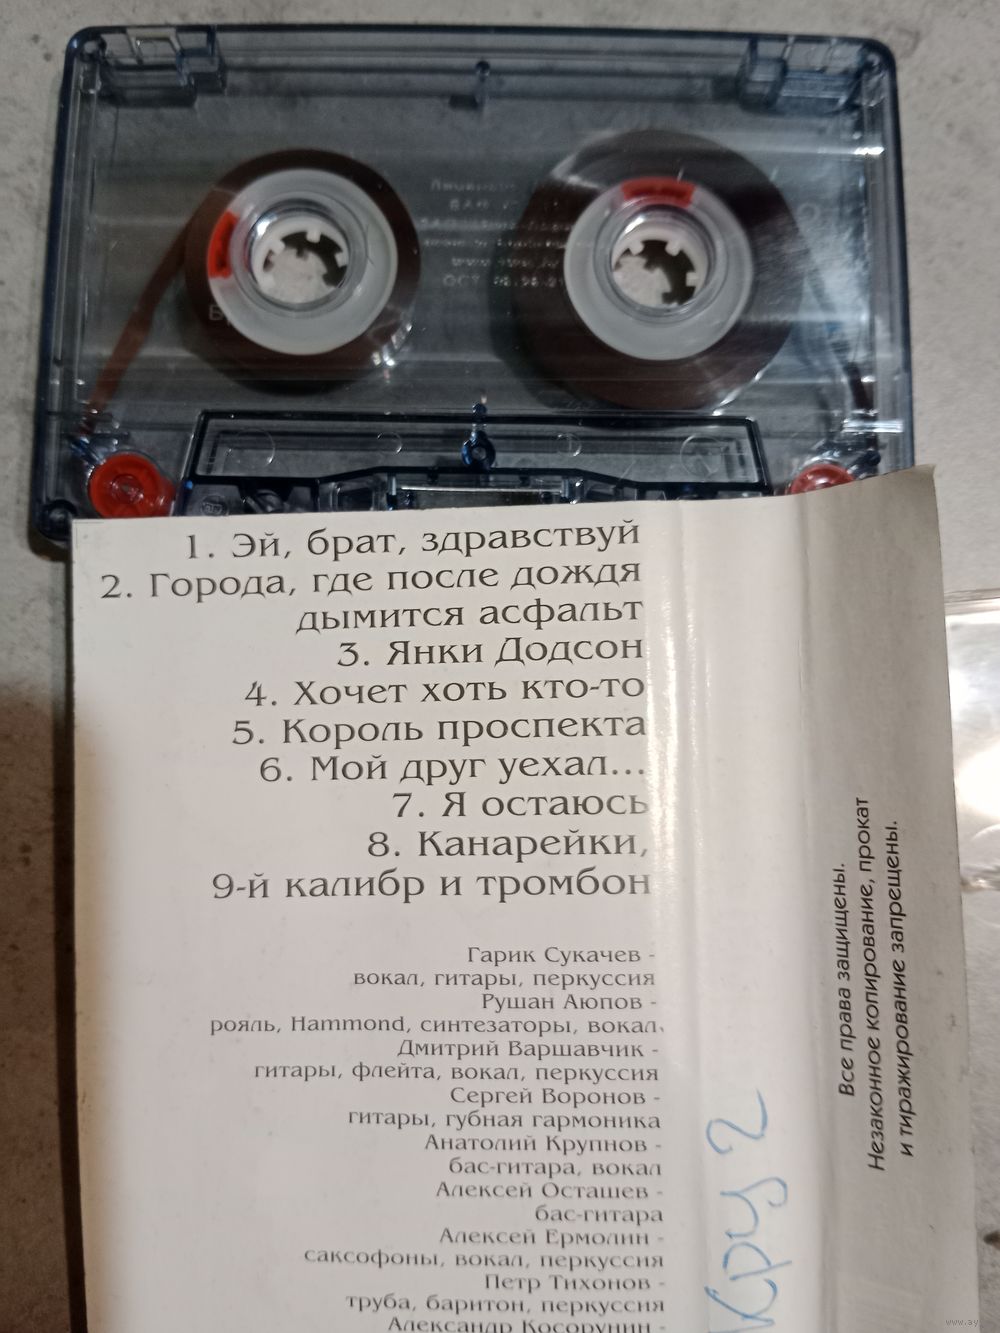 1. Эй, брат, здравствуй
2. Города, где после дождя
дымится асфальт
3. Янки Додсон
4. Хочет хоть кто-то
5. Король проспекта
6. Мой друг уехал...
7. Я остаюсь
8. Канарейки,
9-й калибр и тромбон
Гарик Сукачев -
вокал, гитары, перкуссия
Рушан Аюпов -
рояль, Hammond, синтезаторы, вокал,
Дмитрий Варшавчик -
гитары, флейта, вокал, перкуссия
Сергей Воронов -
гитары, губная гармоника
Анатолий Крупнов -
бас-гитара, вокал
Алексей Осташев -
бас-гитара
Алексей Ермолин -
саксофоны, вокал, перкуссия
Петр Тихонов -
труба, баритон, перкуссия
Александр Косорунин -
Все права защищены.
Незаконное копирование, прокат
и тиражирование запрещены.